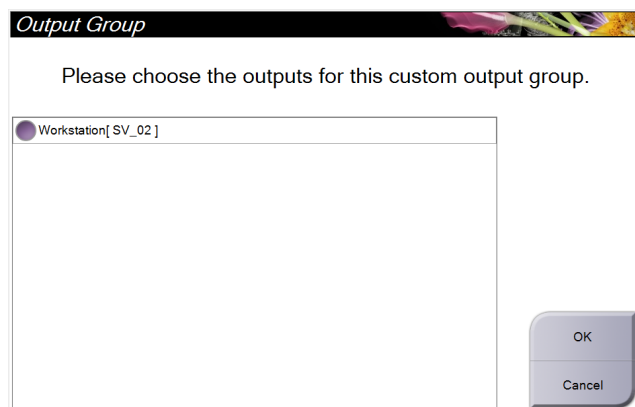 Output Group
Please choose the outputs for this custom output group.
Workstation[ SV_02 ]
OK
Cancel